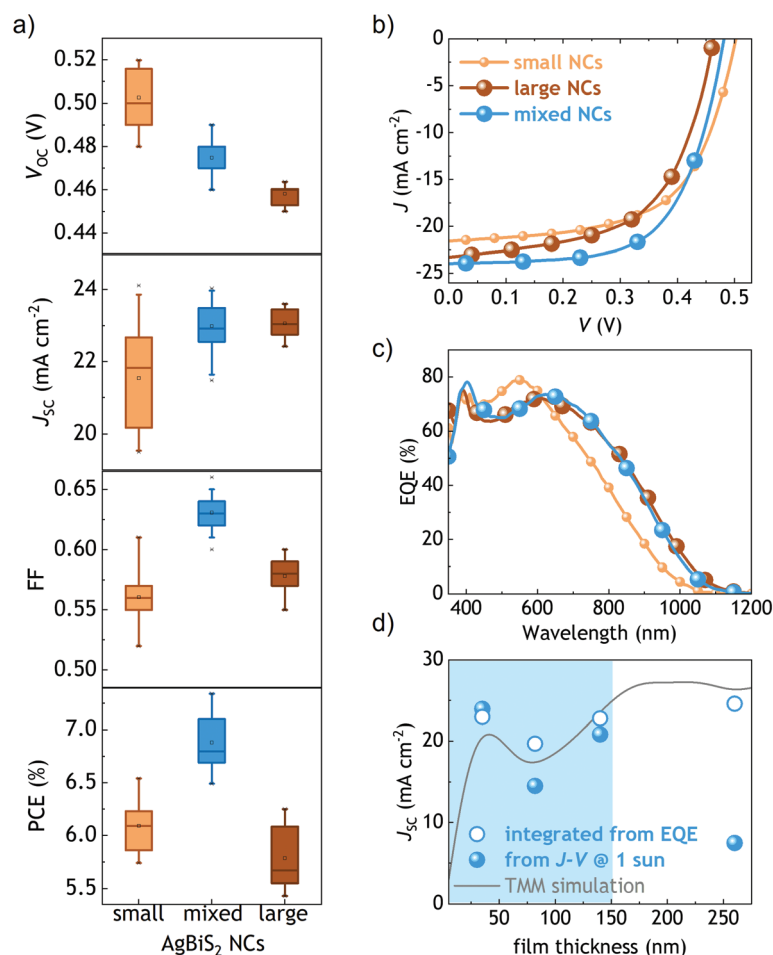 a)
0.52
0.50
0.48
0.46
0.44
V_OC (V)
24
22
20
J_SC (mA cm⁻²)
0.65
0.60
0.55
0.50
FF
7.0
6.5
6.0
5.5
PCE (%)
small mixed large
AgBiS₂ NCs
b)
0
-5
-10
-15
-20
-25
J (mA cm⁻²)
small NCs
large NCs
mixed NCs
0.0 0.1 0.2 0.3 0.4 0.5
V (V)
c)
80
60
40
20
0
EQE (%)
400 600 800 1000 1200
Wavelength (nm)
d)
30
20
10
0
J_SC (mA cm⁻²)
integrated from EQE
from J-V @ 1 sun
TMM simulation
50 100 150 200 250
film thickness (nm)